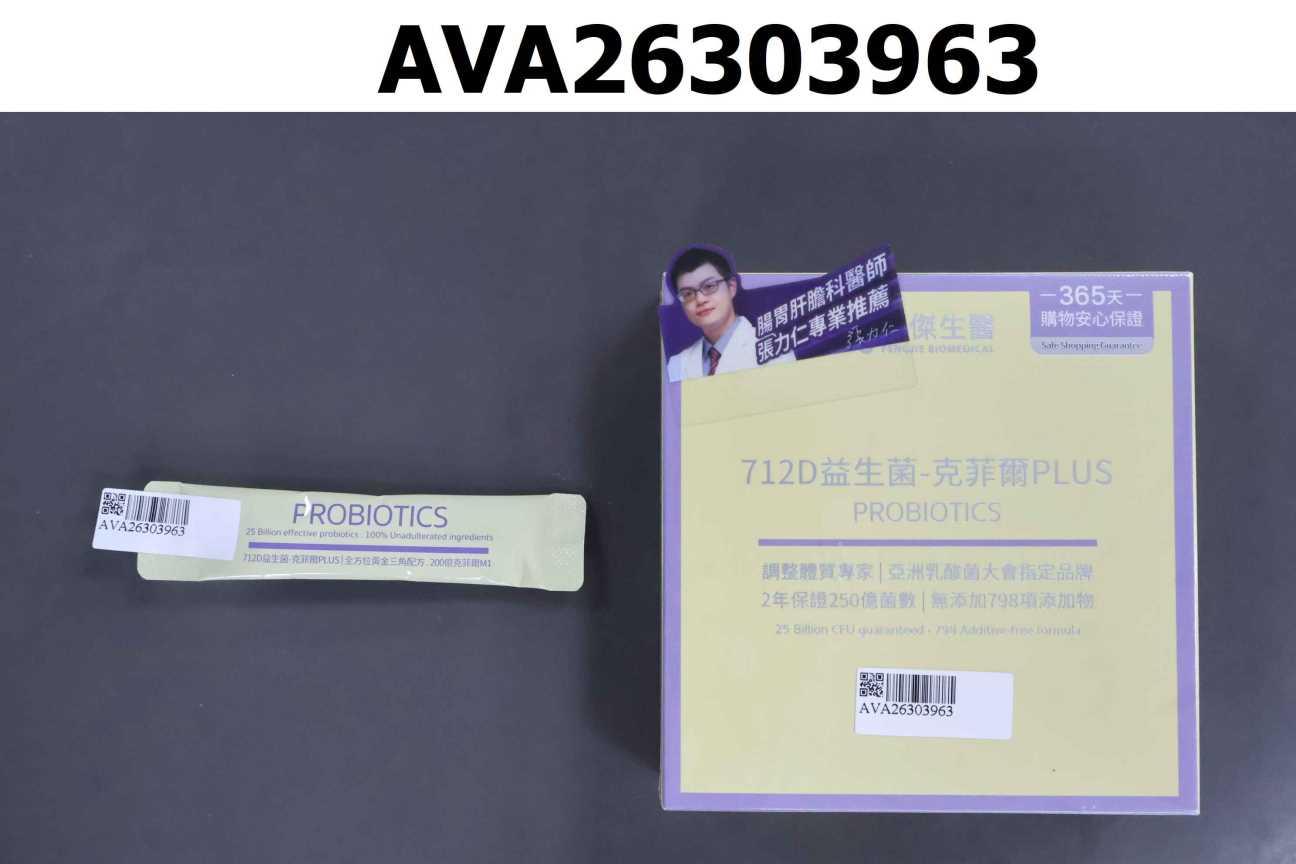 AVA26303963
AVA26303963
PROBIOTICS
25 Billion effective probiotics . 100% Unadulterated ingredients
712D益生菌-克菲爾PLUS|全方位黃金三角配方 . 200億克菲爾M1
腸胃肝膽科醫師
張力仁專業推薦
張力仁
傑生醫
BIOMEDICAL
365天
購物安心保證
Safe Shopping Guarantee
712D益生菌-克菲爾PLUS
PROBIOTICS
調整體質專家|亞洲乳酸菌大會指定品牌
2年保證250億菌數|無添加798項添加物
25 Billion CFU guaranteed · 798 Additive-free formula
AVA26303963